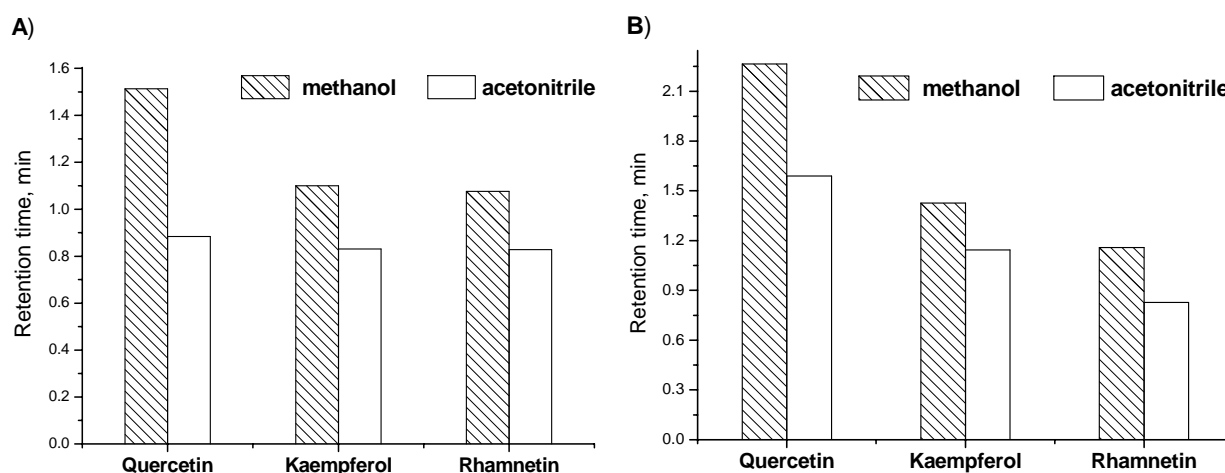 A)
methanol acetonitrile
Retention time, min
1.6
1.4
1.2
1.0
0.8
0.6
0.4
0.2
0.0
Quercetin Kaempferol Rhamnetin
B)
methanol acetonitrile
Retention time, min
2.1
1.8
1.5
1.2
0.9
0.6
0.3
0.0
Quercetin Kaempferol Rhamnetin